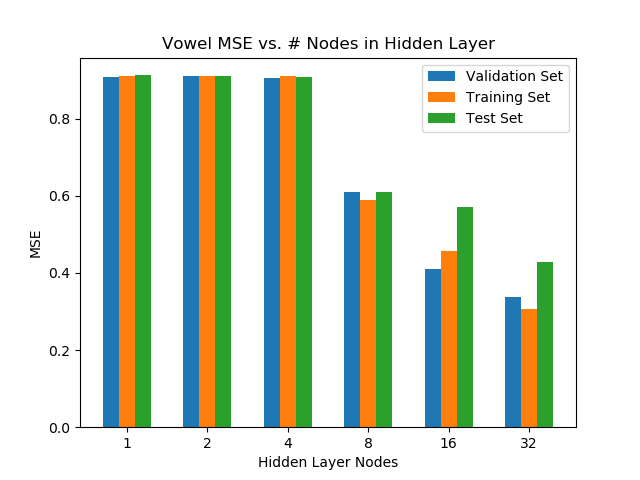 Vowel MSE vs. # Nodes in Hidden Layer
Validation Set
Training Set
Test Set
MSE
0.8
0.6
0.4
0.2
0.0
1 2 4 8 16 32
Hidden Layer Nodes